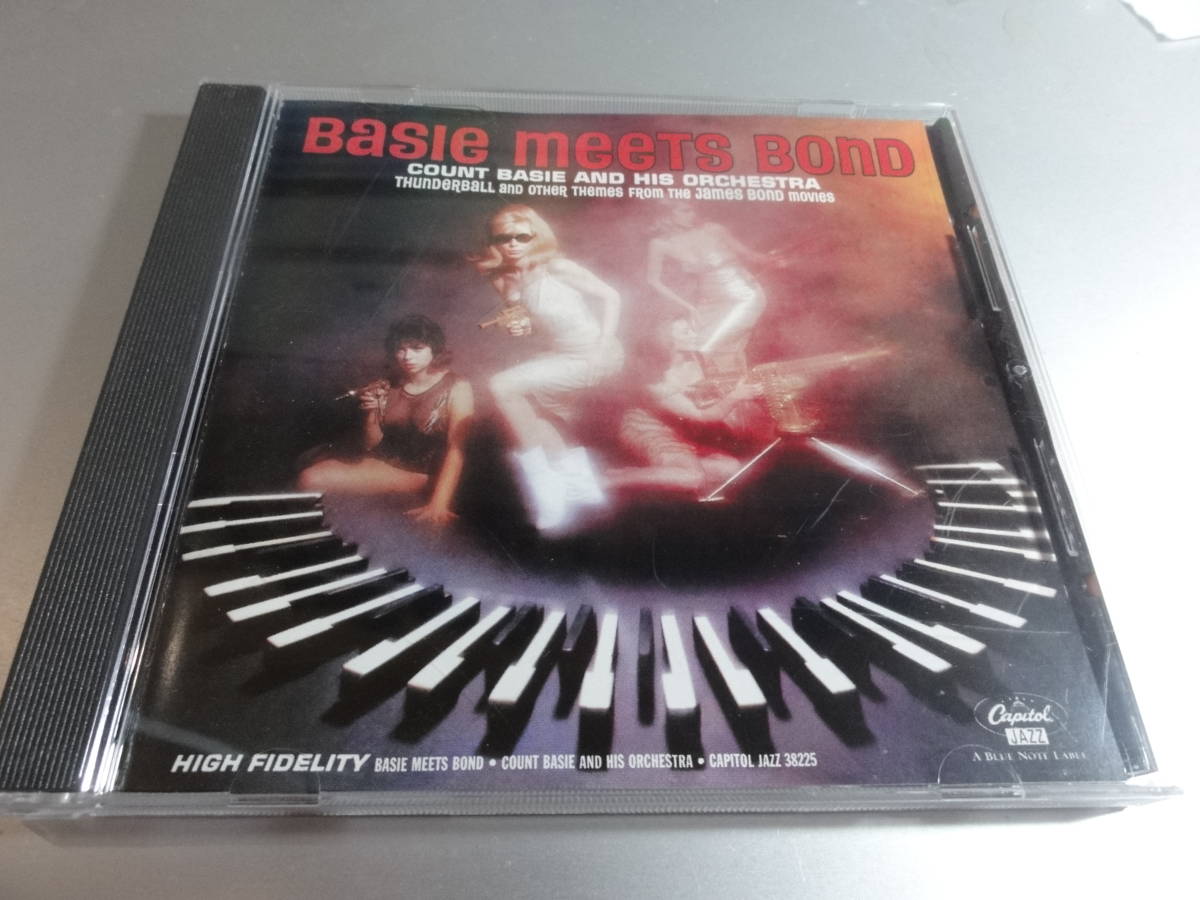 Basie meets Bond
COUNT BASIE AND HIS ORCHESTRA
THUNDERBALL AND OTHER THEMES FROM THE JAMES BOND MOVIES
Capitol
JAZZ
A BLUE NOTE LABEL
HIGH FIDELITY BASIE MEETS BOND • COUNT BASIE AND HIS ORCHESTRA • CAPITOL JAZZ 38225